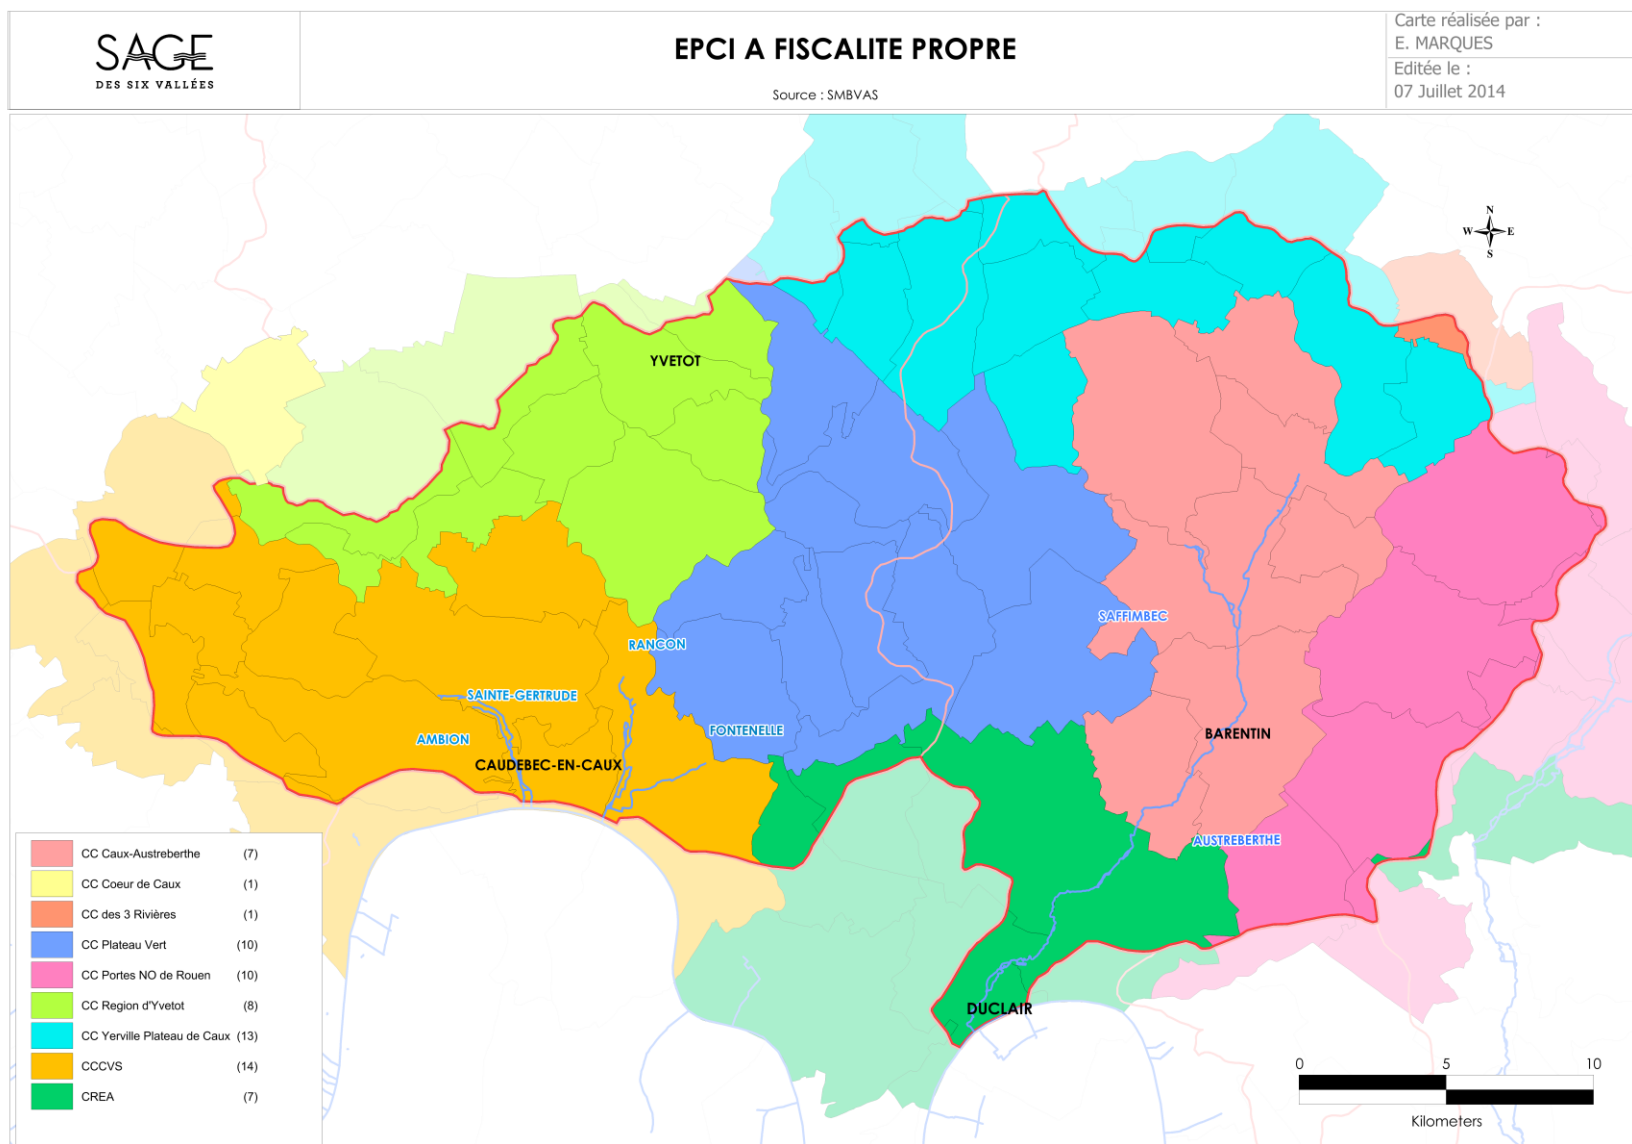 SAGE
DES SIX VALLÉES
EPCI A FISCALITE PROPRE
Source : SMBVAS
Carte réalisée par :
E. MARQUES
Editée le :
07 Juillet 2014
N
W E
S
YVETOT
SAFFIMBEC
RANCON
SAINTE-GERTRUDE
FONTENELLE
AMBION
BARENTIN
CAUDEBEC-EN-CAUX
AUSTREBERTHE
DUCLAIR
CC Caux-Austreberthe (7)
CC Coeur de Caux (1)
CC des 3 Rivières (1)
CC Plateau Vert (10)
CC Portes NO de Rouen (10)
CC Region d'Yvetot (8)
CC Yerville Plateau de Caux (13)
CCCVS (14)
CREA (7)
0 5 10
Kilometers